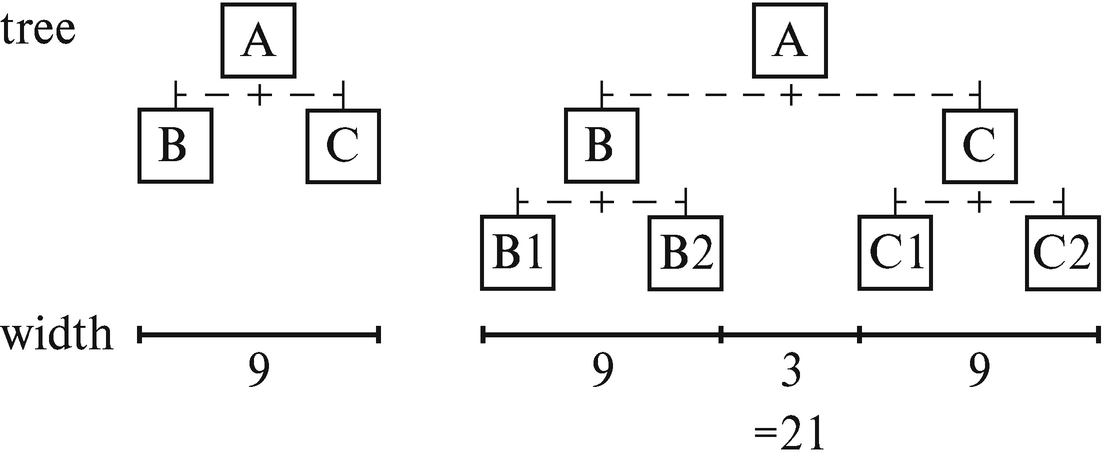 tree A A
B C B C
B1 B2 C1 C2
width
9 9 3 9
=21